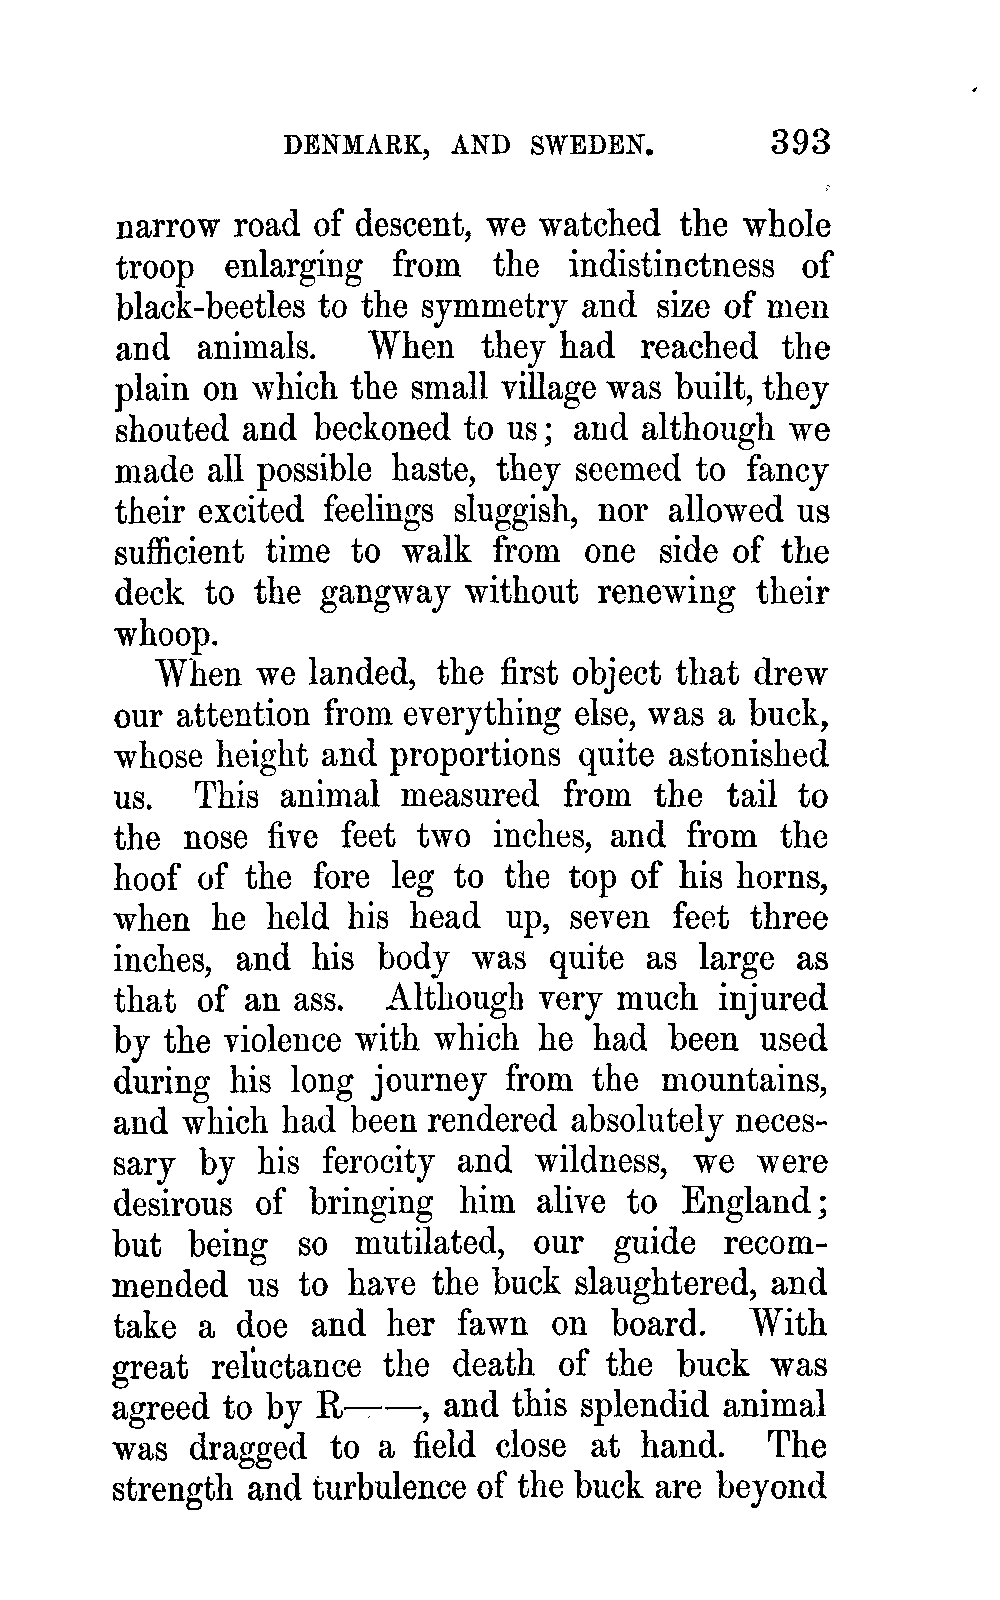 DENMARK, AND SWEDEN. 393
narrow road of descent, we watched the whole
troop enlarging from the indistinctness of
black-beetles to the symmetry and size of men
and animals. When they had reached the
plain on which the small village was built, they
shouted and beckoned to us; and although we
made all possible haste, they seemed to fancy
their excited feelings sluggish, nor allowed us
sufficient time to walk from one side of the
deck to the gangway without renewing their
whoop.
When we landed, the first object that drew
our attention from everything else, was a buck,
whose height and proportions quite astonished
us. This animal measured from the tail to
the nose five feet two inches, and from the
hoof of the fore leg to the top of his horns,
when he held his head up, seven feet three
inches, and his body was quite as large as
that of an ass. Although very much injured
by the violence with which he had been used
during his long journey from the mountains,
and which had been rendered absolutely neces-
sary by his ferocity and wildness, we were
desirous of bringing him alive to England;
but being so mutilated, our guide recom-
mended us to have the buck slaughtered, and
take a doe and her fawn on board. With
great reluctance the death of the buck was
agreed to by R——, and this splendid animal
was dragged to a field close at hand. The
strength and turbulence of the buck are beyond